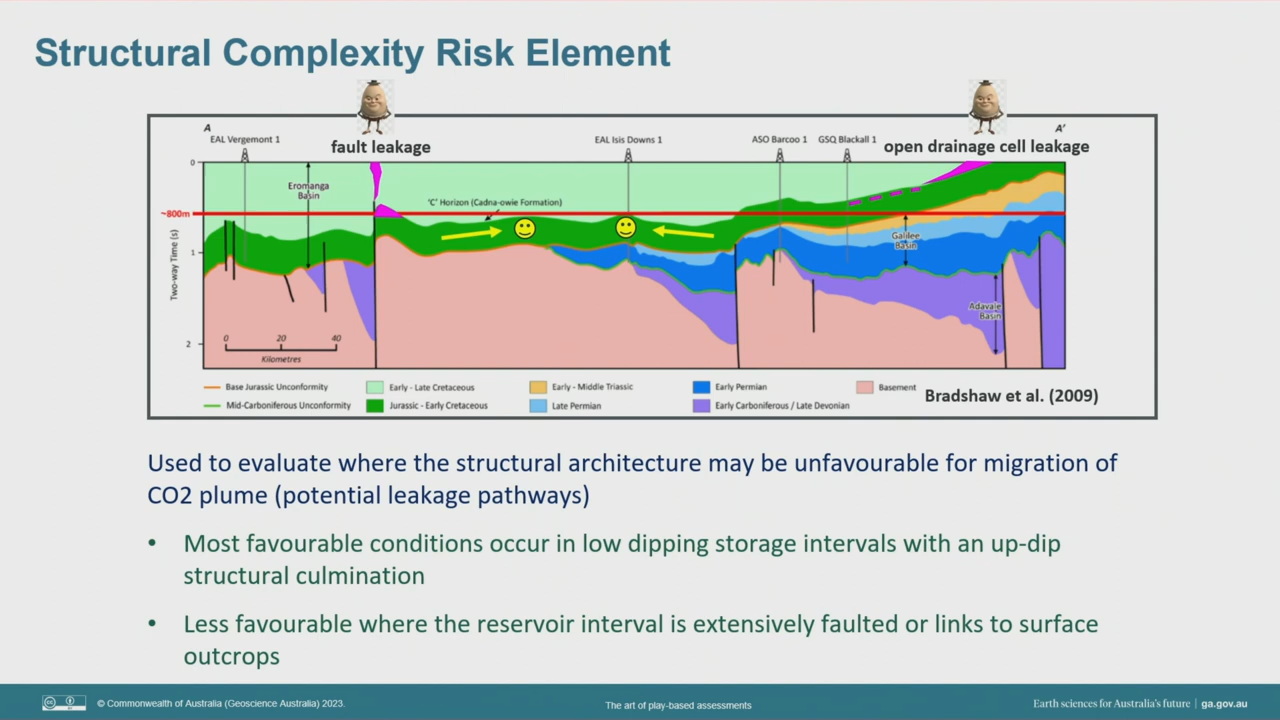 Structural Complexity Risk Element
A
A'
EAL Vergemont 1
fault leakage
EAL Isis Downs 1
ASO Barcoo 1
GSQ Blackall 1
open drainage cell leakage
0
Eromanga
Basin
'C' Horizon (Cadna-owie Formation)
~800m
Galilee
Basin
Two-way Time (s)
1
Adavale
Basin
2
0 20 40
Kilometres
Base Jurassic Unconformity
Early - Late Cretaceous
Early - Middle Triassic
Early Permian
Basement
Mid-Carboniferous Unconformity
Jurassic - Early Cretaceous
Late Permian
Early Carboniferous / Late Devonian
Bradshaw et al. (2009)
Used to evaluate where the structural architecture may be unfavourable for migration of
CO2 plume (potential leakage pathways)
• Most favourable conditions occur in low dipping storage intervals with an up-dip
structural culmination
• Less favourable where the reservoir interval is extensively faulted or links to surface
outcrops
© Commonwealth of Australia (Geoscience Australia) 2023.
The art of play-based assessments
Earth sciences for Australia's future | ga.gov.au